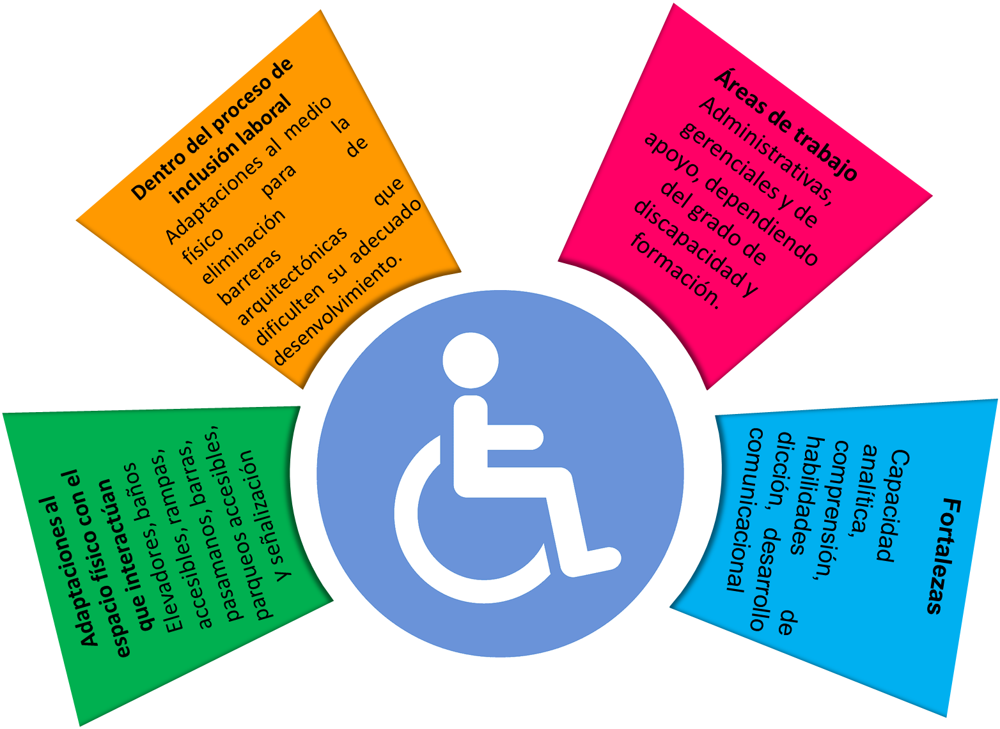 Adaptaciones al
espacio físico con el
que interactúan
Elevadores, baños
accesibles, rampas,
pasamanos, barras,
parqueos accesibles,
y señalización
Dentro del proceso de
inclusión laboral
Adaptaciones al medio
físico para la
eliminación de
barreras
arquitectónicas que
dificulten su adecuado
desenvolvimiento.
Áreas de trabajo
Administrativas,
gerenciales y de
apoyo, dependiendo
del grado de
discapacidad y
formación.
Fortalezas
Capacidad
analítica,
comprensión,
habilidades de
dicción, desarrollo
comunicacional